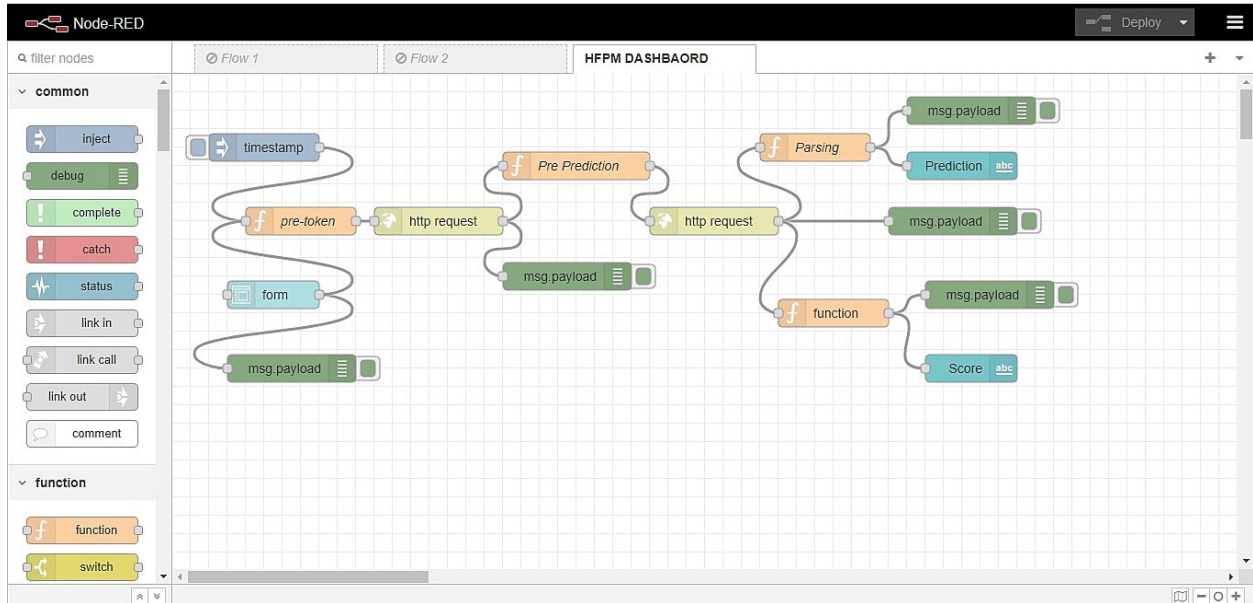 Node-RED
Deploy
filter nodes
Flow 1
Flow 2
HFPM DASHBAORD
common
inject
debug
complete
catch
status
link in
link call
link out
comment
function
function
switch
timestamp
pre-token
http request
form
msg.payload
Pre Prediction
msg.payload
http request
Parsing
msg.payload
Prediction abc
msg.payload
function
msg.payload
Score abc